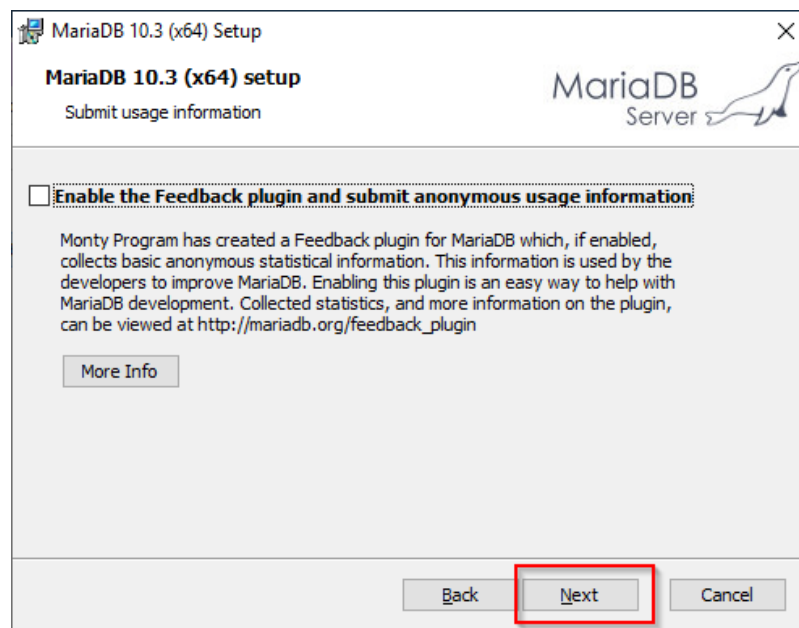 MariaDB 10.3 (x64) Setup
MariaDB 10.3 (x64) setup
Submit usage information
MariaDB
Server
Enable the Feedback plugin and submit anonymous usage information
Monty Program has created a Feedback plugin for MariaDB which, if enabled,
collects basic anonymous statistical information. This information is used by the
developers to improve MariaDB. Enabling this plugin is an easy way to help with
MariaDB development. Collected statistics, and more information on the plugin,
can be viewed at http://mariadb.org/feedback_plugin
More Info
Back
Next
Cancel